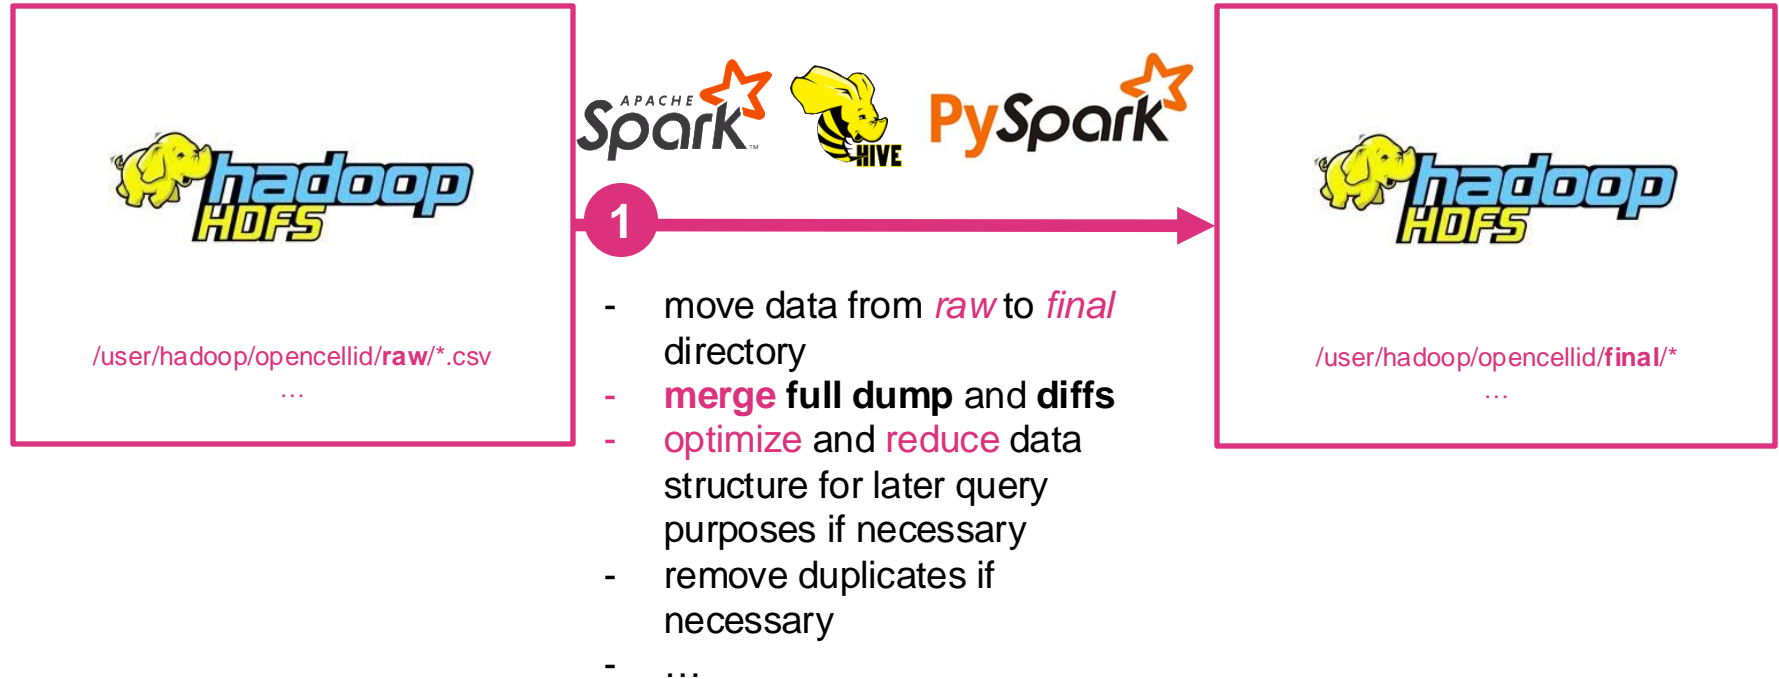 hadoop
HDFS
/user/hadoop/opencellid/raw/*.csv
…
APACHE
Spark™
HIVE
PySpark
1
- move data from raw to final
directory
- merge full dump and diffs
- optimize and reduce data
structure for later query
purposes if necessary
- remove duplicates if
necessary
- …
hadoop
HDFS
/user/hadoop/opencellid/final/*
…